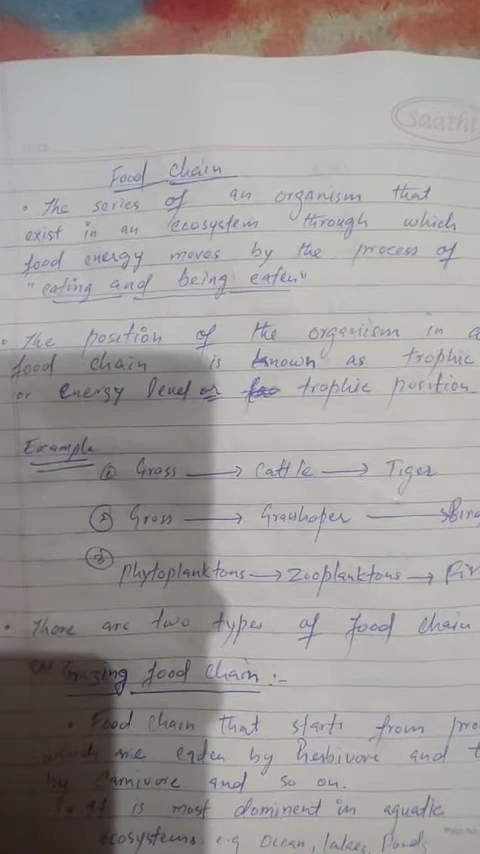 saathi
Food Chain
• The series of an organism that
exist in an ecosystem through which
food energy moves by the process of
"eating and being eaten"
• The position of the organism in a
food chain is known as trophic
or energy level or trophic position
Example
① Grass → Cattle → Tiger
② Grass → Grasshoper →
③ Phytoplanktons → Zooplanktons →
• There are two types of food chain
Grazing food chain :-
• Food chain that starts from
are eaten by herbivore and
by carnivore and so on.
• It is most dominent in aquatic
ecosystems. e.g Ocean, lakes, Ponds